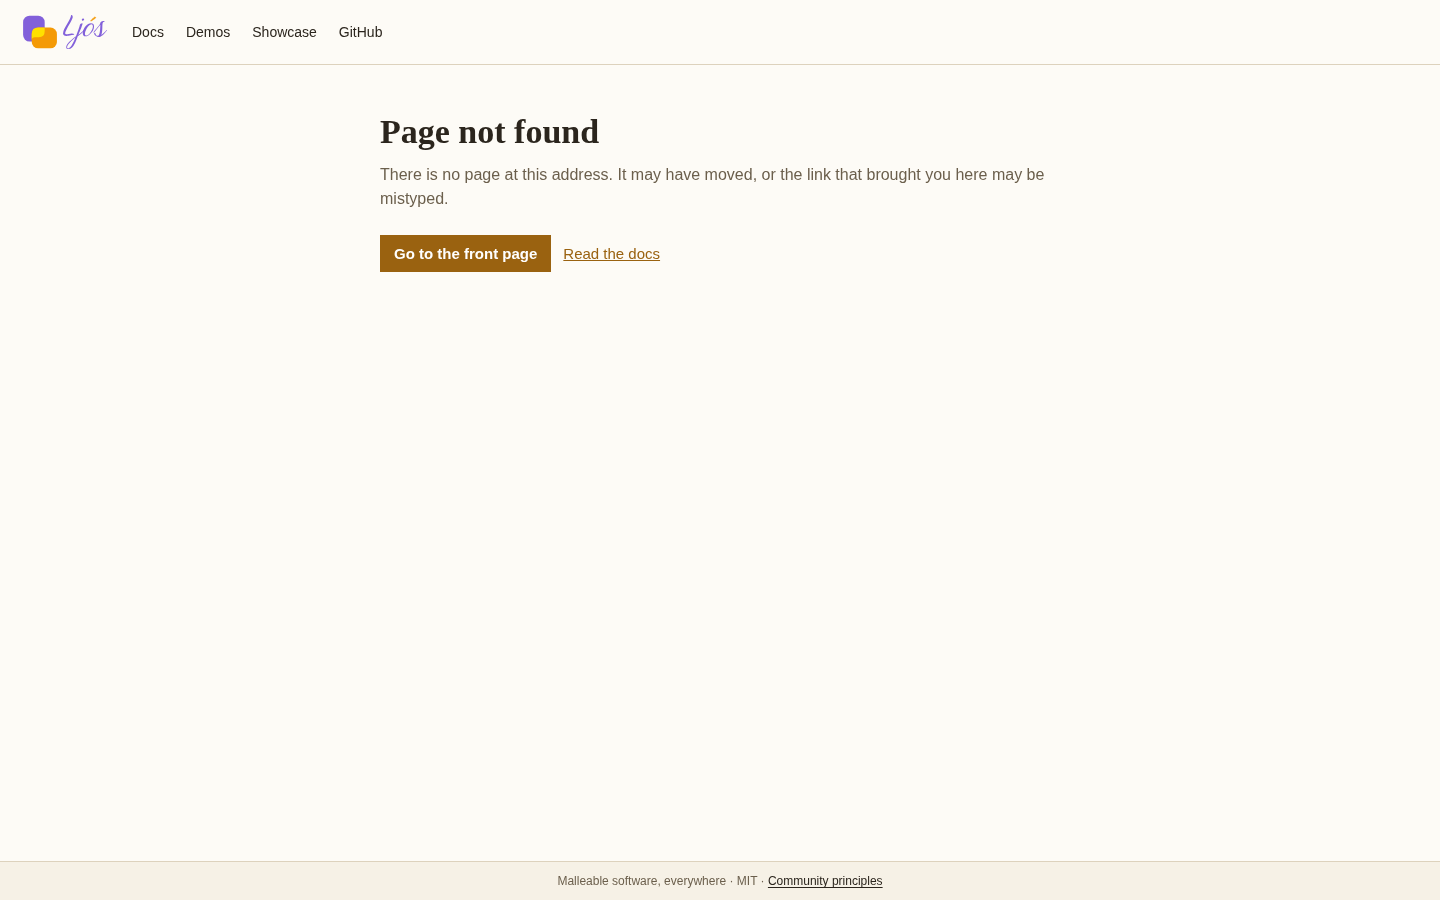 Ljós
Docs
Demos
Showcase
GitHub
Page not found
There is no page at this address. It may have moved, or the link that brought you here may be
mistyped.
Go to the front page
Read the docs
Malleable software, everywhere · MIT · Community principles